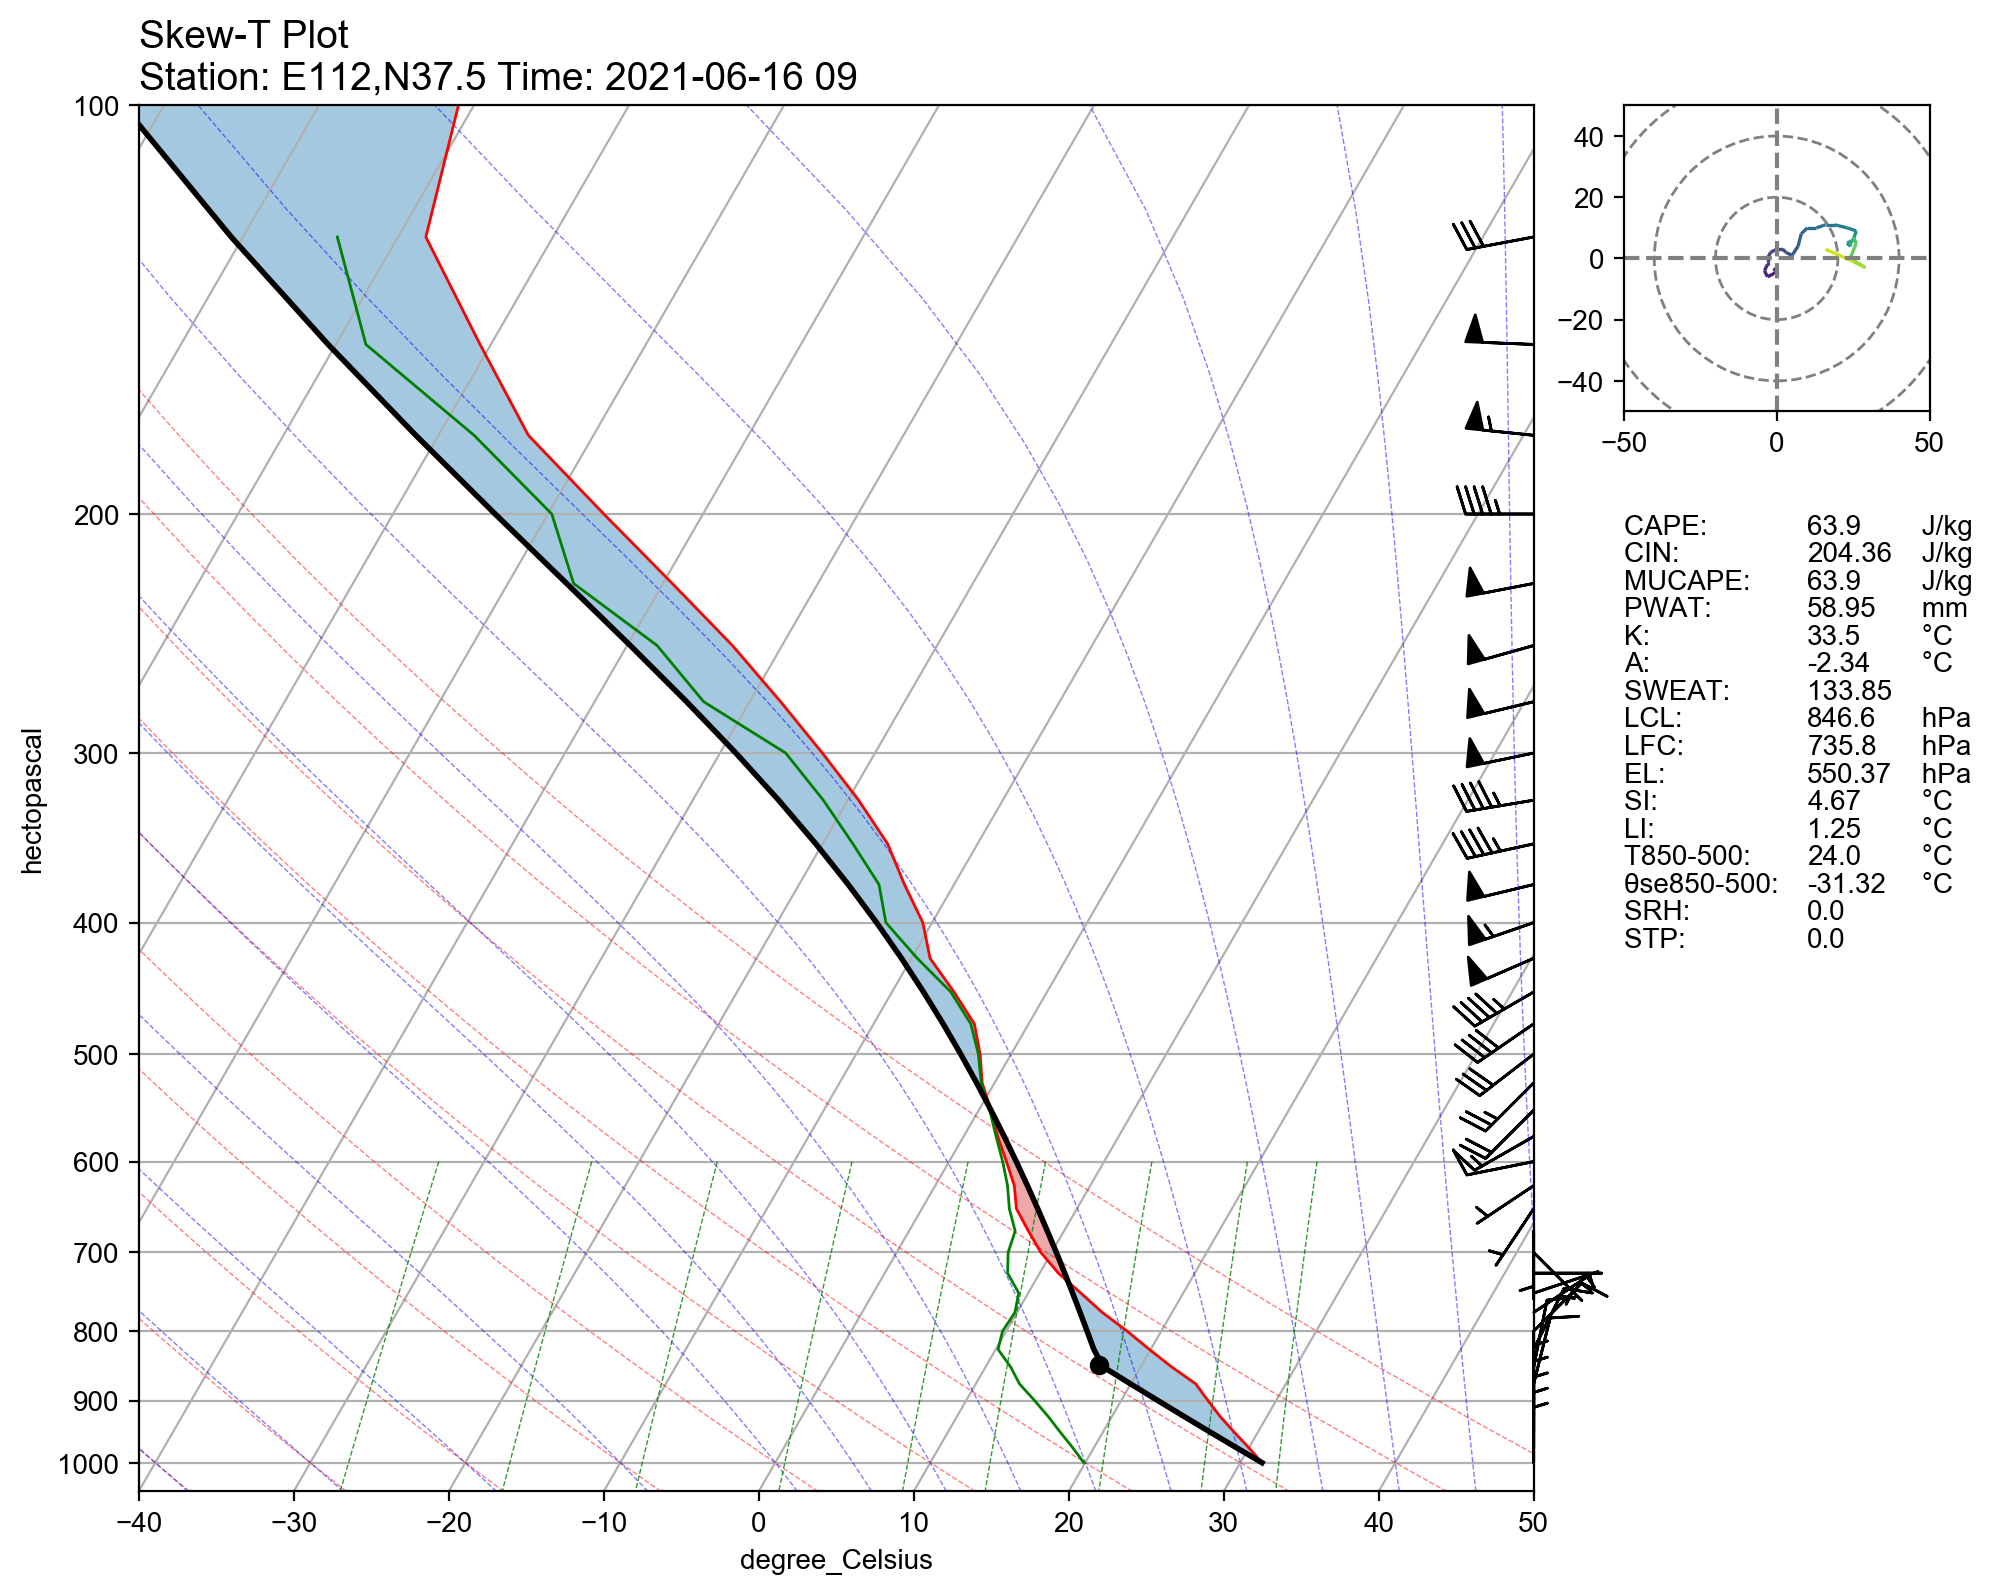 Skew-T Plot
Station: E112,N37.5 Time: 2021-06-16 09
100
200
300
400
500
600
700
800
900
1000
hectopascal
−40 −30 −20 −10 0 10 20 30 40 50
degree_Celsius
40
20
0
−20
−40
−50 0 50
CAPE: 63.9 J/kg
CIN: 204.36 J/kg
MUCAPE: 63.9 J/kg
PWAT: 58.95 mm
K: 33.5 °C
A: -2.34 °C
SWEAT: 133.85
LCL: 846.6 hPa
LFC: 735.8 hPa
EL: 550.37 hPa
SI: 4.67 °C
LI: 1.25 °C
T850-500: 24.0 °C
θse850-500: -31.32 °C
SRH: 0.0
STP: 0.0